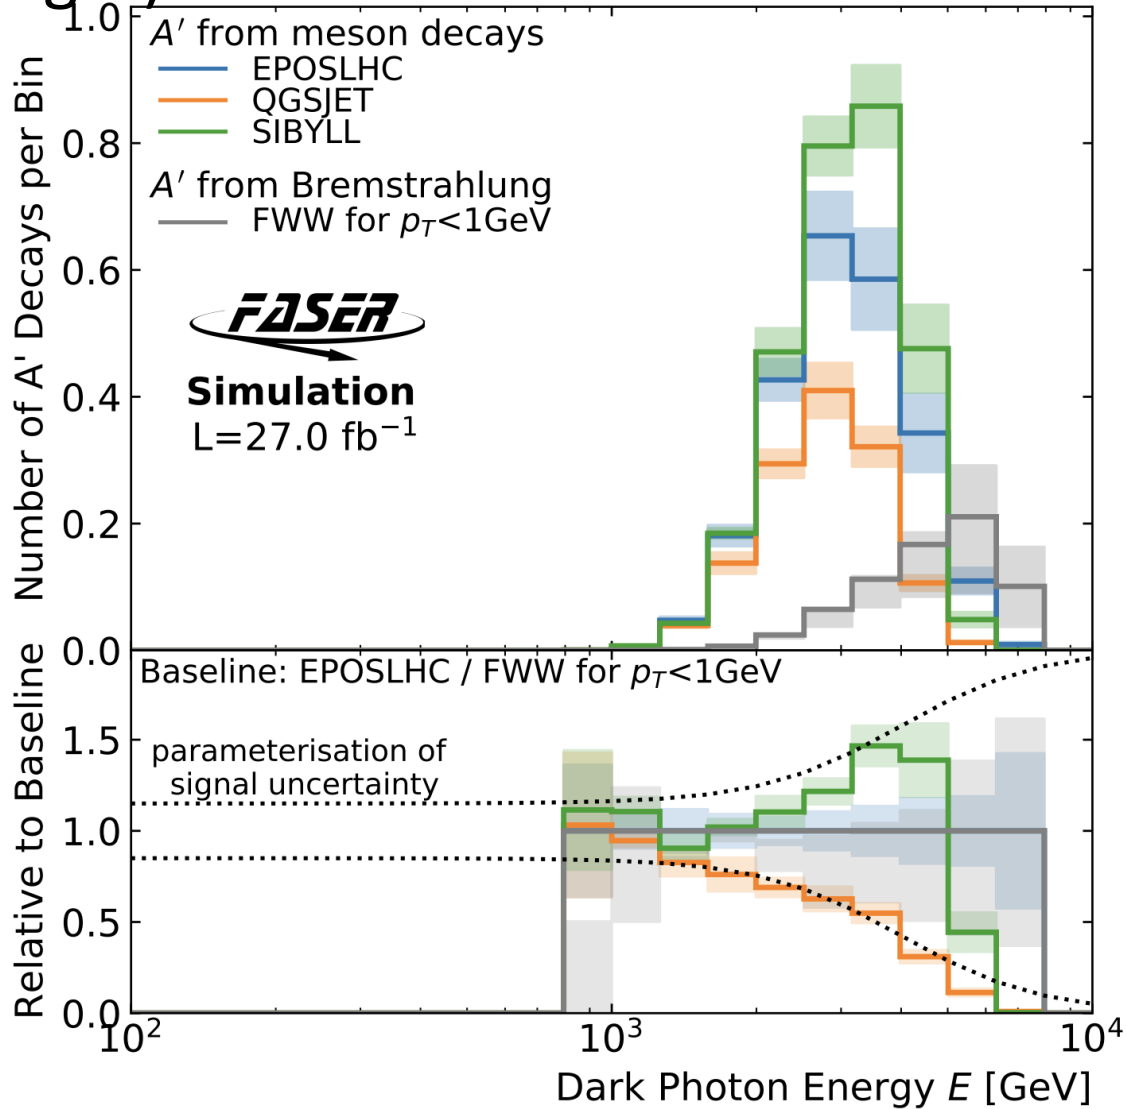 1.0
A′ from meson decays
EPOSLHC
QGSJET
SIBYLL
0.8
A′ from Bremstrahlung
FWW for pT<1GeV
0.6
FASER
Simulation
L=27.0 fb⁻¹
0.4
0.2
0.0
Number of A' Decays per Bin
Baseline: EPOSLHC / FWW for pT<1GeV
parameterisation of
signal uncertainty
1.5
1.0
0.5
0.0
Relative to Baseline
10²
10³
10⁴
Dark Photon Energy E [GeV]